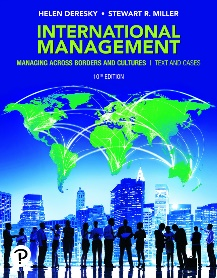 HELEN DERESKY • STEWART R. MILLER
INTERNATIONAL
MANAGEMENT
MANAGING ACROSS BORDERS AND CULTURES | TEXT AND CASES
10TH EDITION
P